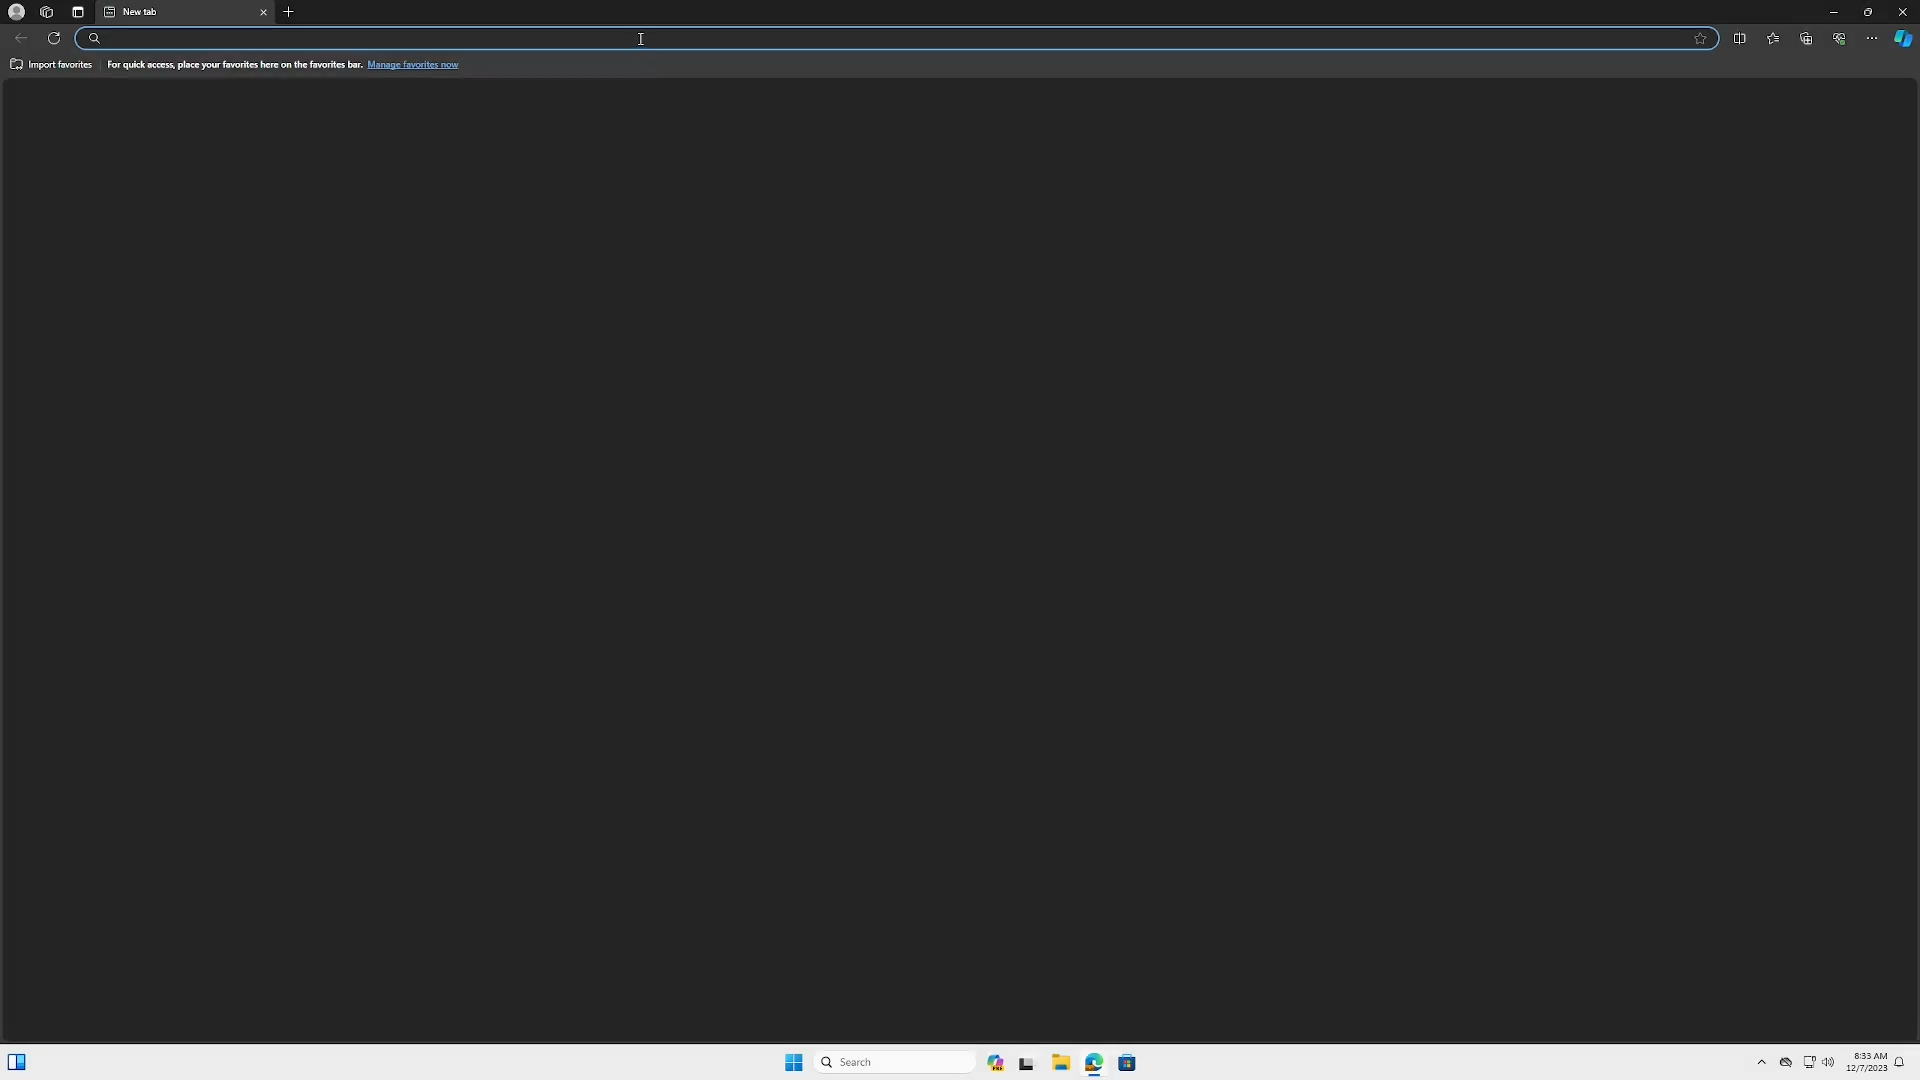 New tab
Import favorites For quick access, place your favorites here on the favorites bar. Manage favorites now
Search
8:33 AM
12/7/2023